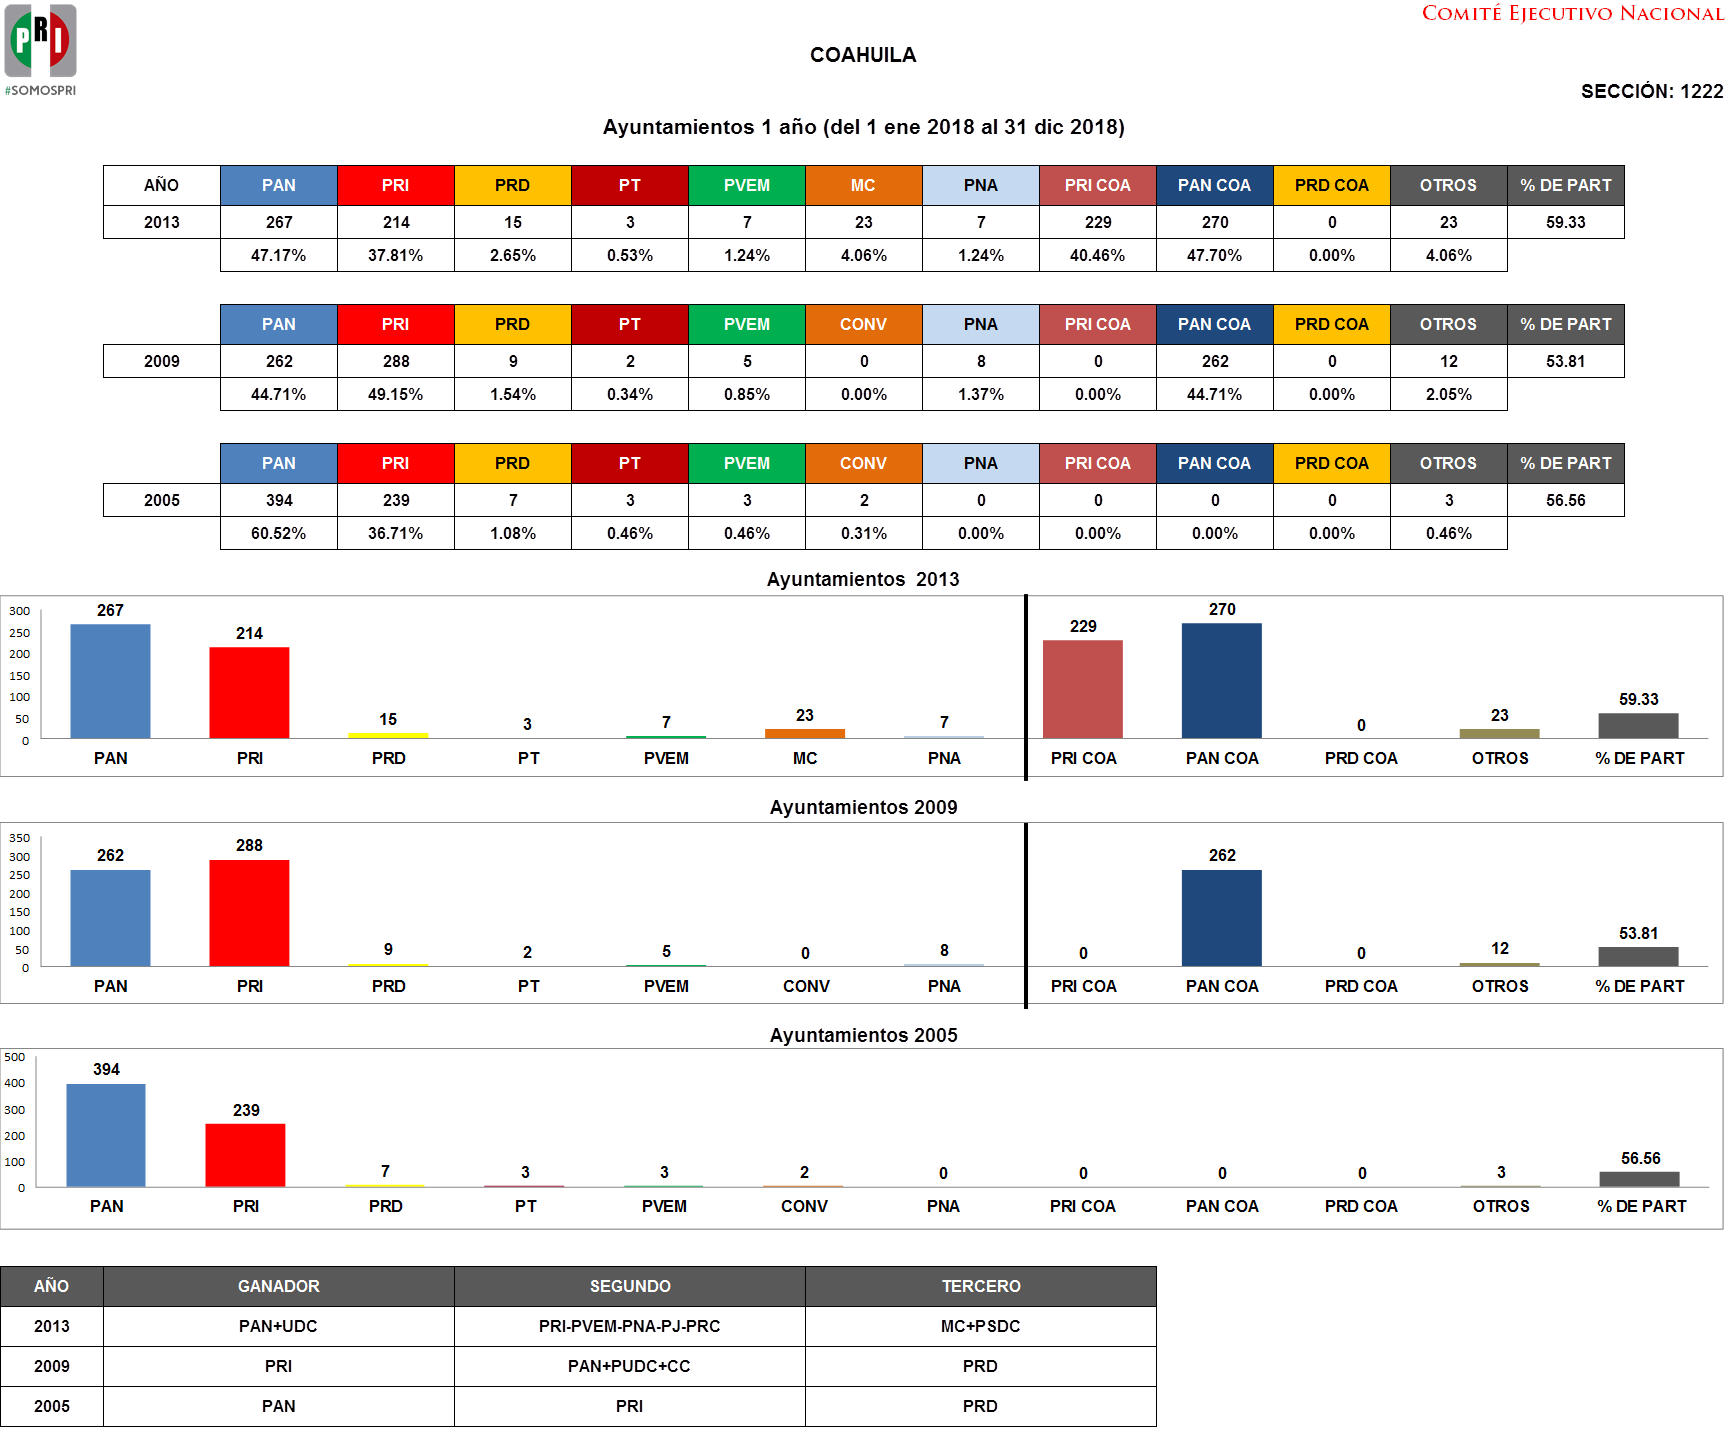 PRI
#SOMOSPRI
COMITÉ EJECUTIVO NACIONAL
COAHUILA
SECCIÓN: 1222
Ayuntamientos 1 año (del 1 ene 2018 al 31 dic 2018)
AÑO PAN PRI PRD PT PVEM MC PNA PRI COA PAN COA PRD COA OTROS % DE PART
2013 267 214 15 3 7 23 7 229 270 0 23 59.33
47.17% 37.81% 2.65% 0.53% 1.24% 4.06% 1.24% 40.46% 47.70% 0.00% 4.06%
PAN PRI PRD PT PVEM CONV PNA PRI COA PAN COA PRD COA OTROS % DE PART
2009 262 288 9 2 5 0 8 0 262 0 12 53.81
44.71% 49.15% 1.54% 0.34% 0.85% 0.00% 1.37% 0.00% 44.71% 0.00% 2.05%
PAN PRI PRD PT PVEM CONV PNA PRI COA PAN COA PRD COA OTROS % DE PART
2005 394 239 7 3 3 2 0 0 0 0 3 56.56
60.52% 36.71% 1.08% 0.46% 0.46% 0.31% 0.00% 0.00% 0.00% 0.00% 0.46%
Ayuntamientos 2013
300
250
200
150
100
50
0
267 214 15 3 7 23 7 229 270 0 23 59.33
PAN PRI PRD PT PVEM MC PNA PRI COA PAN COA PRD COA OTROS % DE PART
Ayuntamientos 2009
350
300
250
200
150
100
50
0
262 288 9 2 5 0 8 0 262 0 12 53.81
PAN PRI PRD PT PVEM CONV PNA PRI COA PAN COA PRD COA OTROS % DE PART
Ayuntamientos 2005
500
400
300
200
100
0
394 239 7 3 3 2 0 0 0 0 3 56.56
PAN PRI PRD PT PVEM CONV PNA PRI COA PAN COA PRD COA OTROS % DE PART
AÑO GANADOR SEGUNDO TERCERO
2013 PAN+UDC PRI-PVEM-PNA-PJ-PRC MC+PSDC
2009 PRI PAN+PUDC+CC PRD
2005 PAN PRI PRD